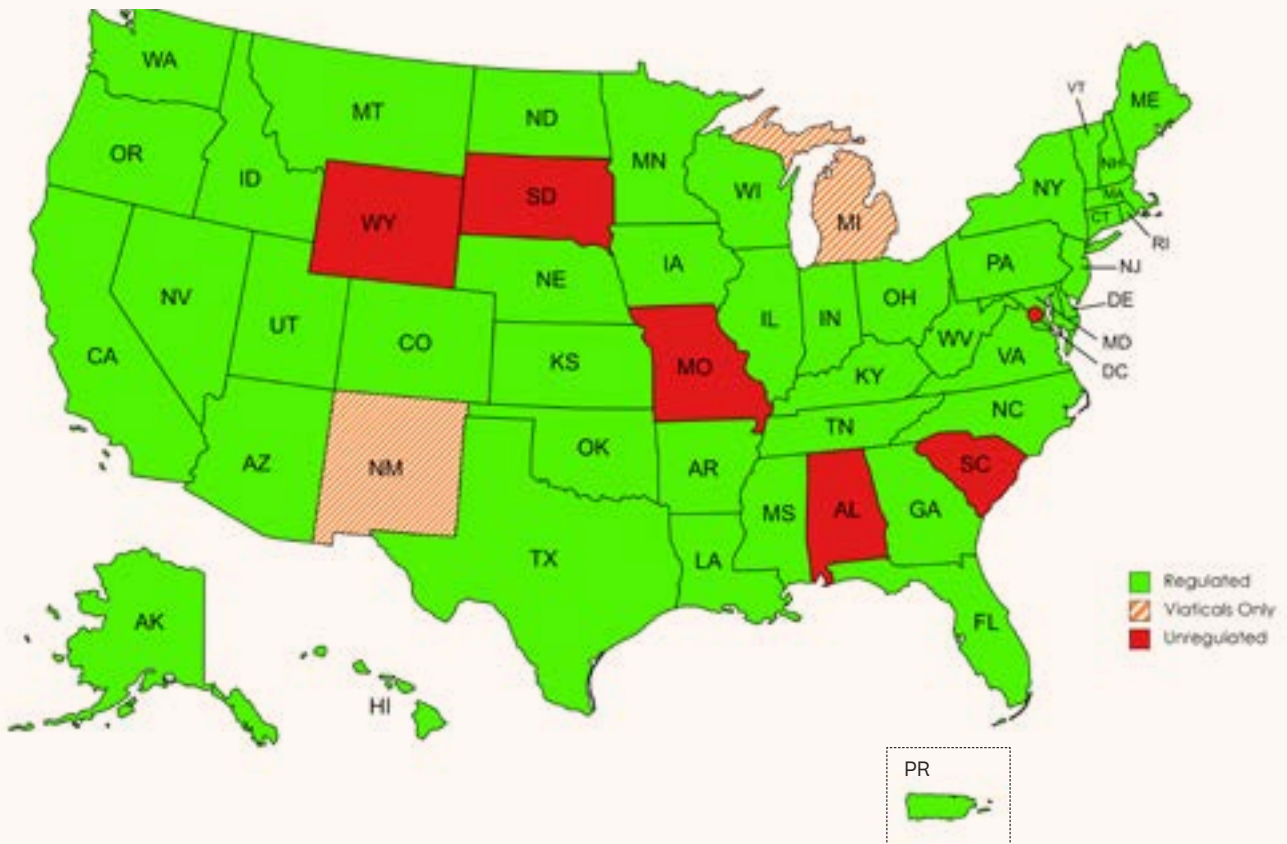 WA
MT
ND
MN
VT
ME
OR
ID
WY
SD
WI
MI
NY
NH
MA
CT
RI
NV
UT
NE
IA
PA
NJ
CA
CO
KS
MO
IL
IN
OH
WV
VA
DE
MD
DC
KY
NC
AZ
NM
OK
AR
TN
SC
MS
AL
GA
TX
LA
FL
AK
HI
Regulated
Viaticals Only
Unregulated
PR